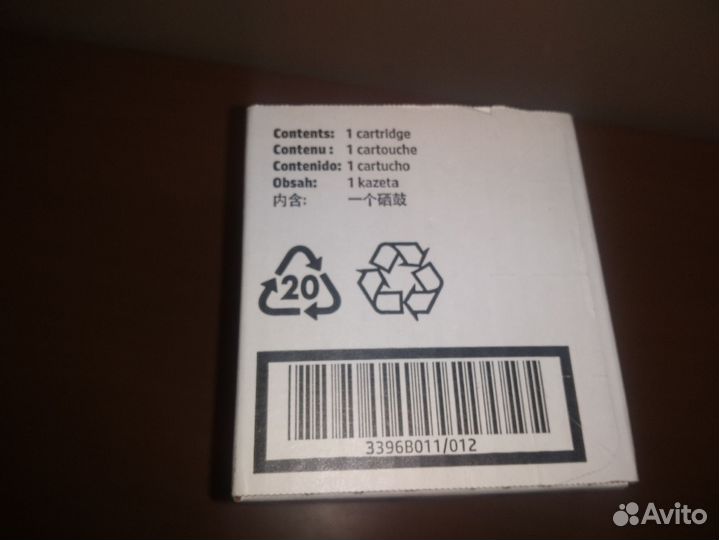 Contents: 1 cartridge
Contenu : 1 cartouche
Contenido: 1 cartucho
Obsah: 1 kazeta
内含: 一个硒鼓
20
3396B011/012
Avito